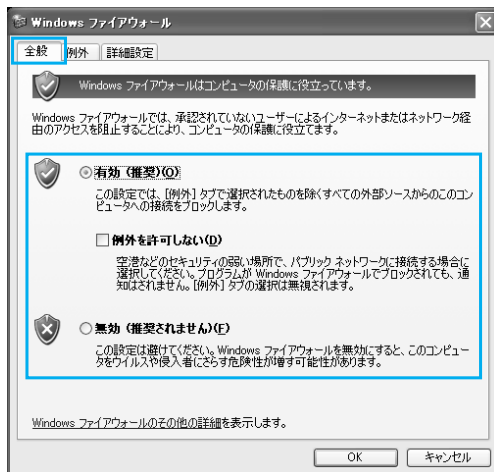 Windows ファイアウォール
全般 例外 詳細設定
Windows ファイアウォールはコンピュータの保護に役立っています。
Windows ファイアウォールでは、承認されていないユーザーによるインターネットまたはネットワーク経
由のアクセスを阻止することにより、コンピュータの保護に役立てます。
有効 (推奨)(O)
この設定では、[例外] タブで選択されたものを除くすべての外部ソースからのこのコン
ピュータへの接続をブロックします。
例外を許可しない(D)
空港などのセキュリティの弱い場所で、パブリック ネットワークに接続する場合に
選択してください。プログラムが Windows ファイアウォールでブロックされても、通
知はされません。[例外] タブの選択は無視されます。
無効 (推奨されません)(F)
この設定は避けてください。Windows ファイアウォールを無効にすると、このコンピュー
タをウイルスや侵入者にさらす危険性が増す可能性があります。
Windows ファイアウォールのその他の詳細を表示します。
OK キャンセル